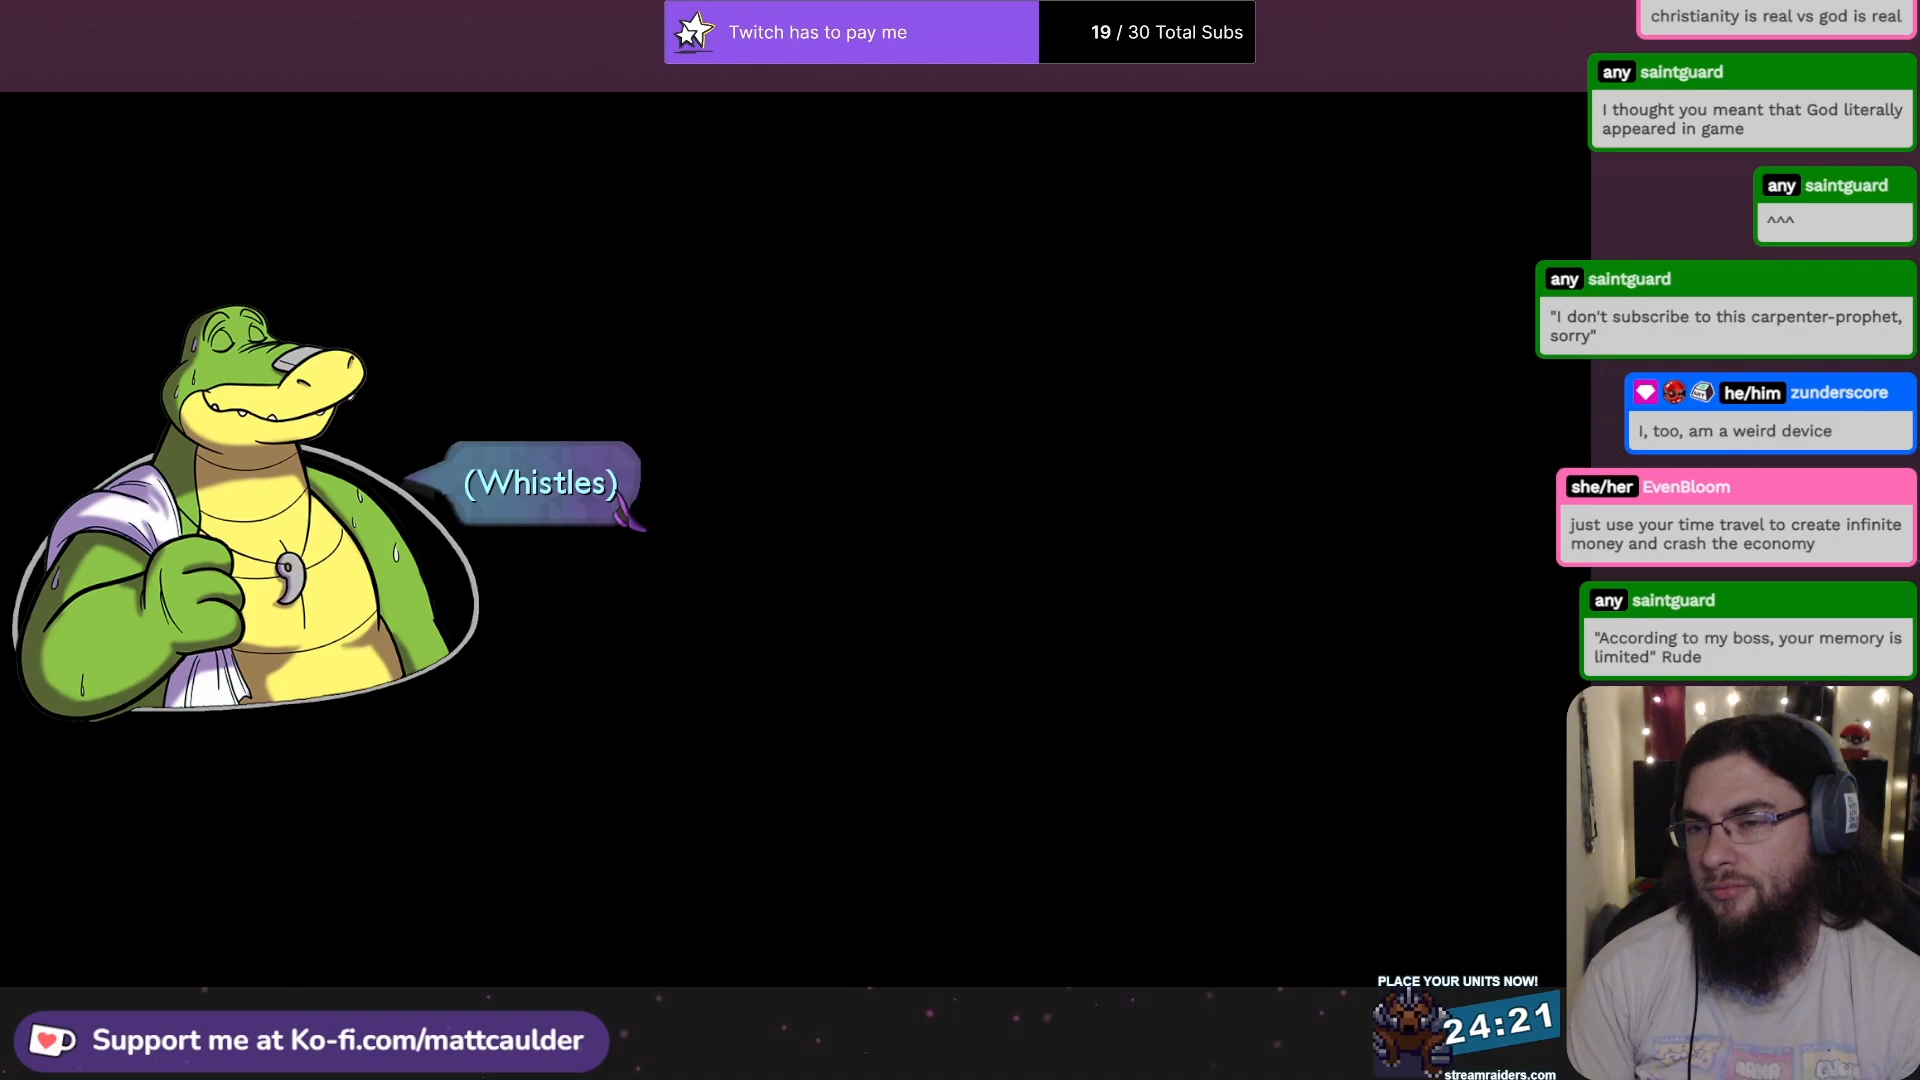 Twitch has to pay me
19 / 30 Total Subs
christianity is real vs god is real
any saintguard
I thought you meant that God literally
appeared in game
any saintguard
^^^
any saintguard
"I don't subscribe to this carpenter-prophet,
sorry"
he/him zunderscore
I, too, am a weird device
she/her EvenBloom
just use your time travel to create infinite
money and crash the economy
any saintguard
"According to my boss, your memory is
limited" Rude
(Whistles)
PLACE YOUR UNITS NOW!
24:21
streamraiders.com
Support me at Ko-fi.com/mattcaulder